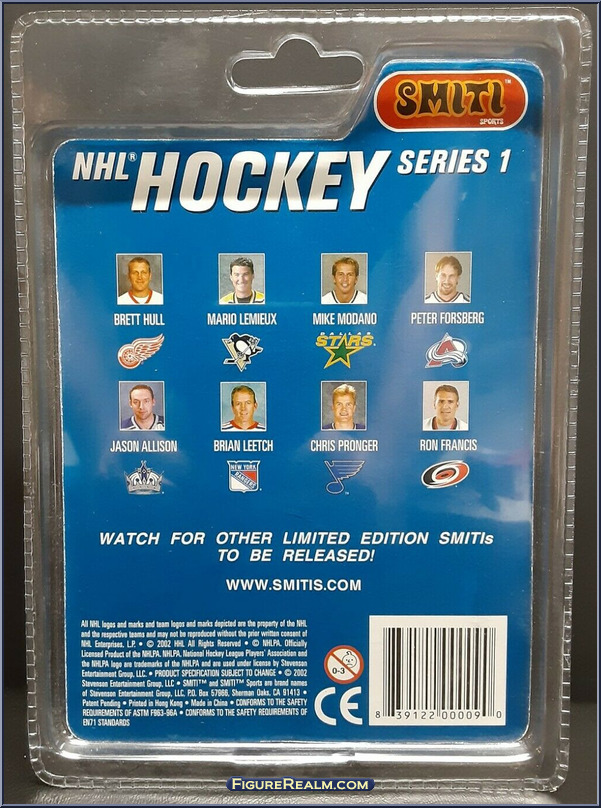 SMITI™
SPORTS
NHL® HOCKEY SERIES 1
BRETT HULL MARIO LEMIEUX MIKE MODANO PETER FORSBERG
DALLAS
STARS
JASON ALLISON BRIAN LEETCH CHRIS PRONGER RON FRANCIS
NEW YORK
RANGERS
WATCH FOR OTHER LIMITED EDITION SMITIs
TO BE RELEASED!
WWW.SMITIS.COM
All NHL logos and marks and team logos and marks depicted are the property of the NHL
and the respective teams and may not be reproduced without the prior written consent of
NHL Enterprises, L.P. • © 2002 HHL All Rights Reserved • © NHLPA. Officially
Licensed Product of the NHLPA. NHLPA, National Hockey League Players' Association and
the NHLPA logo are trademarks of the NHLPA and are used under license by Stevenson
Entertainment Group, LLC. • PRODUCT SPECIFICATION SUBJECT TO CHANGE • © 2002
Stevenson Entertainment Group, LLC • SMITI™ and SMITI™ Sports are brand names
of Stevenson Entertainment Group, LLC. P.O. Box 57966, Sherman Oaks, CA 91413 •
Patent Pending • Printed in Hong Kong • Made in China • CONFORMS TO THE SAFETY
REQUIREMENTS OF ASTM F963-96A • CONFORMS TO THE SAFETY REQUIREMENTS OF
EN71 STANDARDS
0-3
CE
8 39122 00009 0
FIGUREREALM.COM